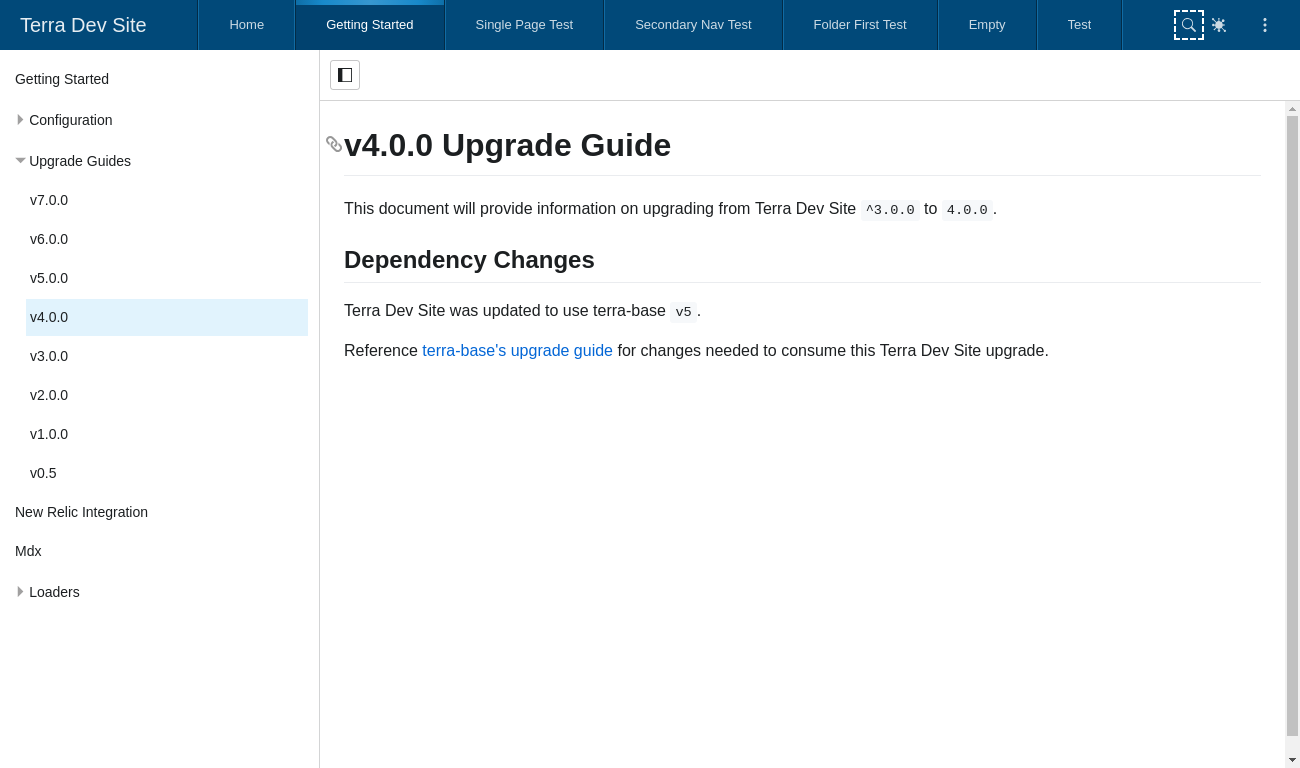 Terra Dev Site
Home
Getting Started
Single Page Test
Secondary Nav Test
Folder First Test
Empty
Test
Getting Started
Configuration
Upgrade Guides
v7.0.0
v6.0.0
v5.0.0
v4.0.0
v3.0.0
v2.0.0
v1.0.0
v0.5
New Relic Integration
Mdx
Loaders
v4.0.0 Upgrade Guide
This document will provide information on upgrading from Terra Dev Site ^3.0.0 to 4.0.0.
Dependency Changes
Terra Dev Site was updated to use terra-base v5.
Reference terra-base's upgrade guide for changes needed to consume this Terra Dev Site upgrade.